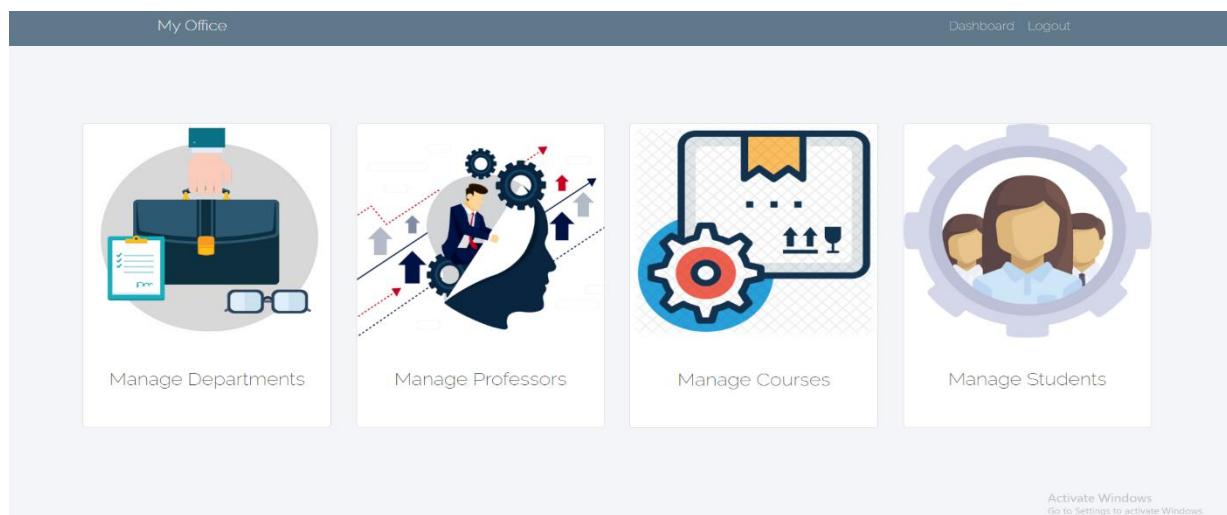 My Office
Dashboard Logout
Manage Departments
Manage Professors
Manage Courses
Manage Students
Activate Windows
Go to Settings to activate Windows.